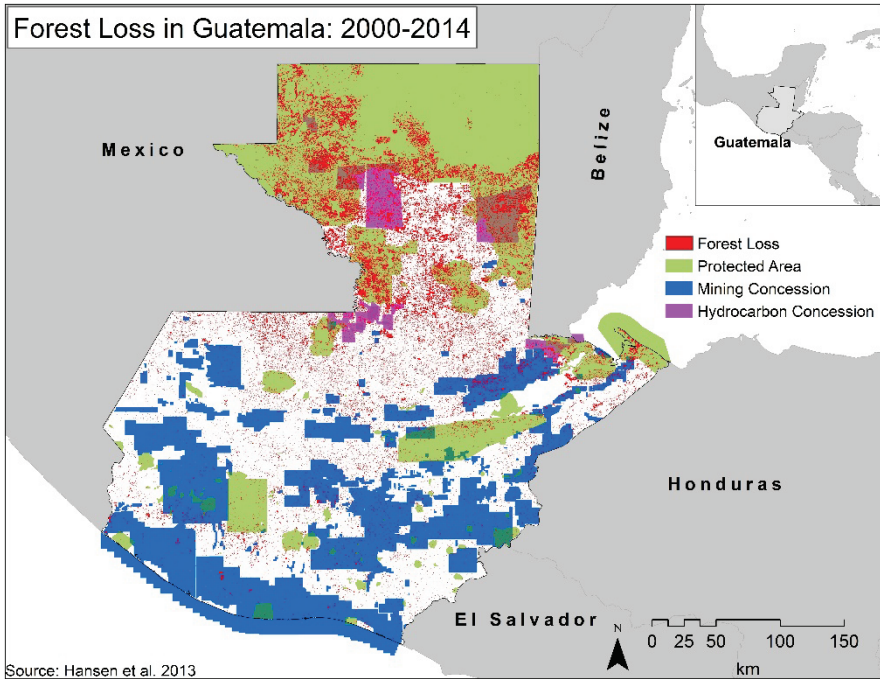 Forest Loss in Guatemala: 2000-2014
Mexico
Belize
Guatemala
Forest Loss
Protected Area
Mining Concession
Hydrocarbon Concession
Honduras
El Salvador
N
0 25 50 100 150
km
Source: Hansen et al. 2013